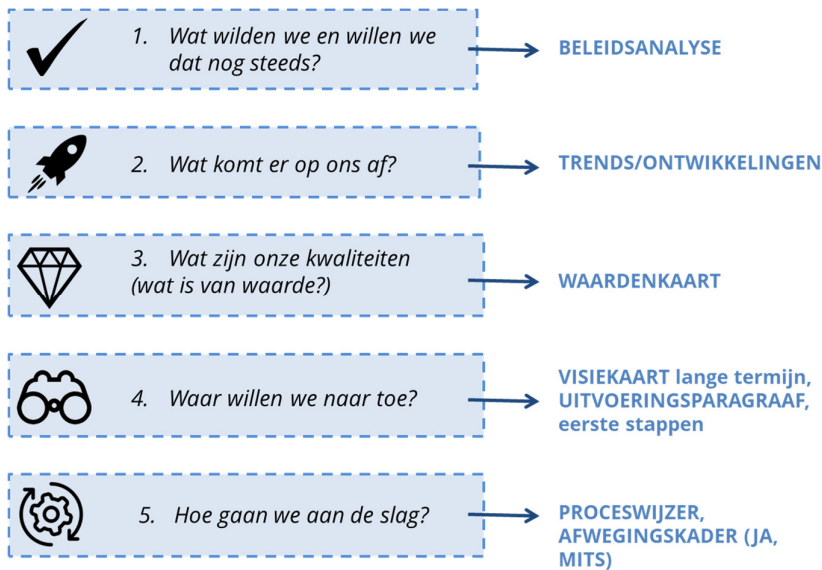 1. Wat wilden we en willen we
dat nog steeds?
BELEIDSANALYSE
2. Wat komt er op ons af?
TRENDS/ONTWIKKELINGEN
3. Wat zijn onze kwaliteiten
(wat is van waarde?)
WAARDENKAART
4. Waar willen we naar toe?
VISIEKAART lange termijn,
UITVOERINGSPARAGRAAF,
eerste stappen
5. Hoe gaan we aan de slag?
PROCESWIJZER,
AFWEGINGSKADER (JA,
MITS)